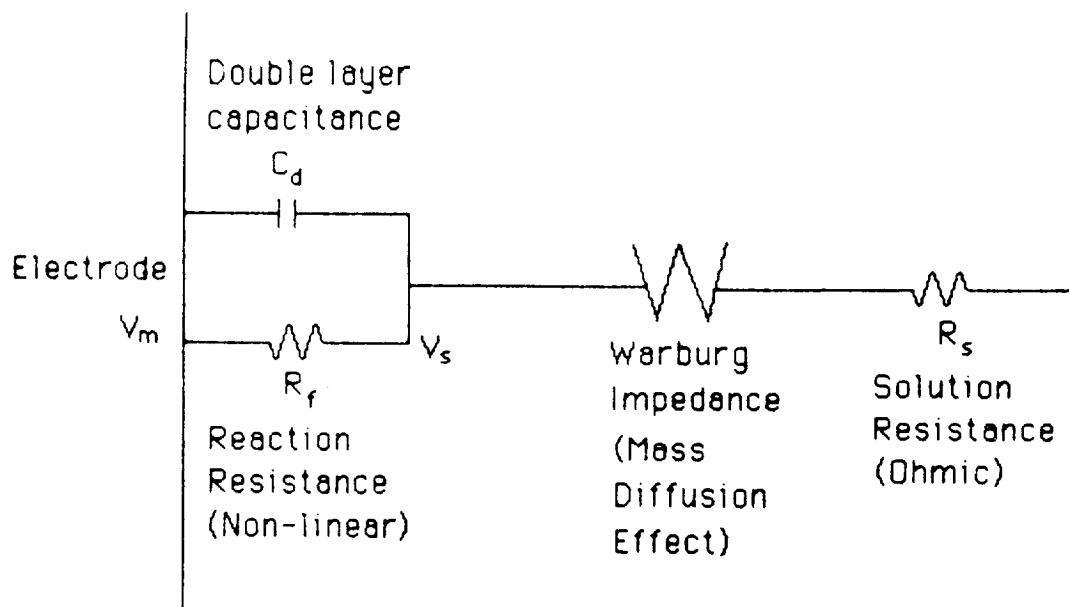 Double layer
capacitance
C_d
Electrode
V_m
R_f
V_s
Reaction
Resistance
(Non-linear)
Warburg
Impedance
(Mass
Diffusion
Effect)
R_s
Solution
Resistance
(Ohmic)